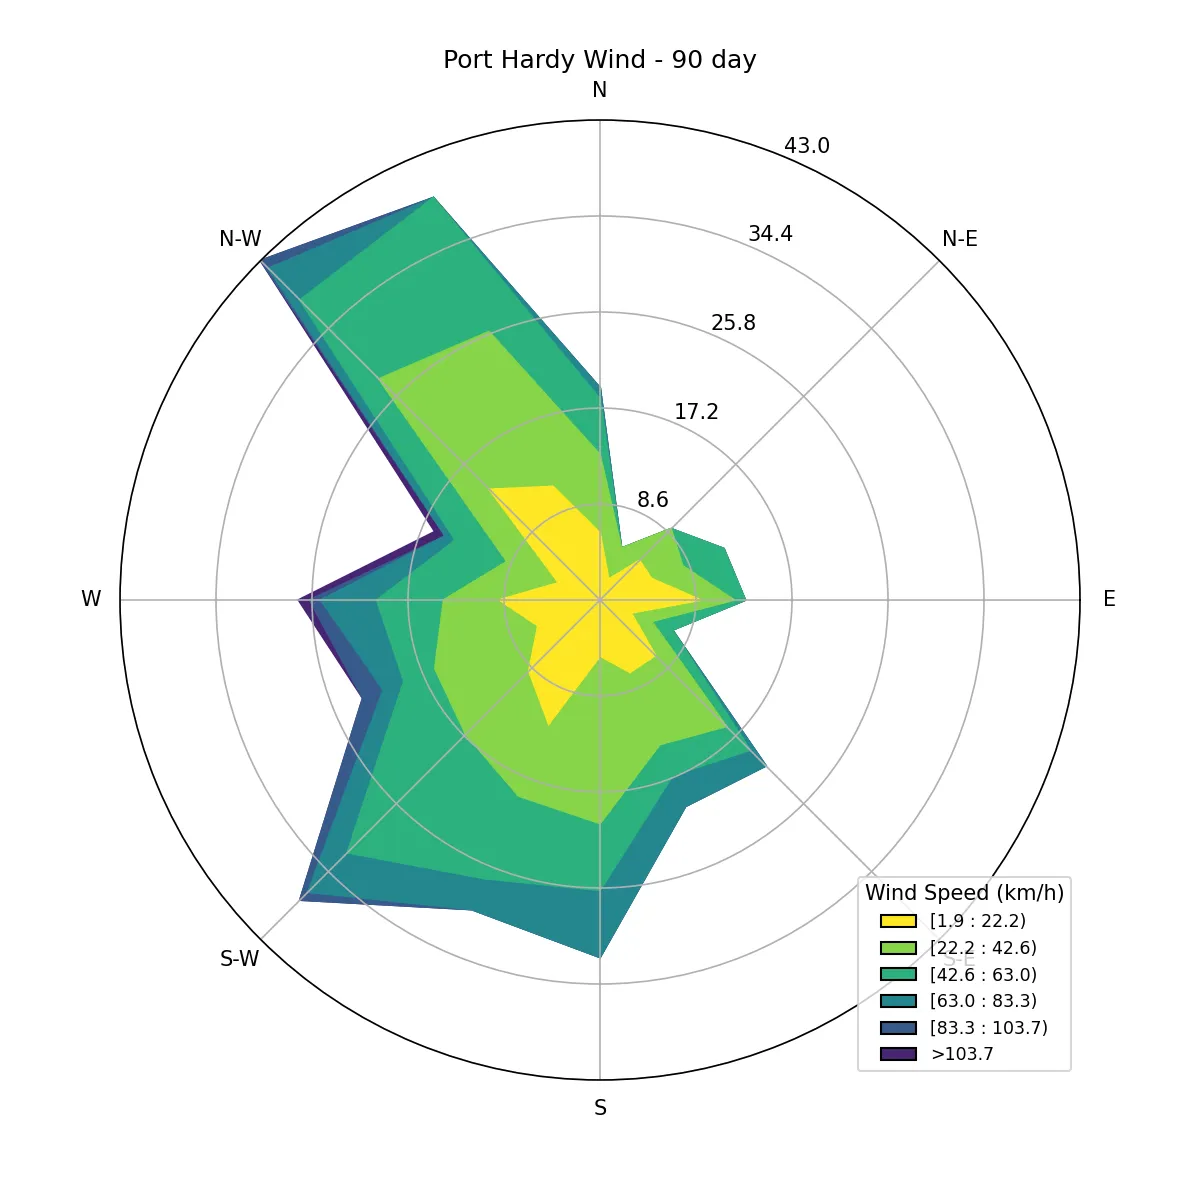 Port Hardy Wind - 90 day
N
43.0
N-W
34.4
N-E
25.8
17.2
8.6
W
E
S-W
S-E
Wind Speed (km/h)
[1.9 : 22.2)
[22.2 : 42.6)
[42.6 : 63.0)
[63.0 : 83.3)
[83.3 : 103.7)
>103.7
S